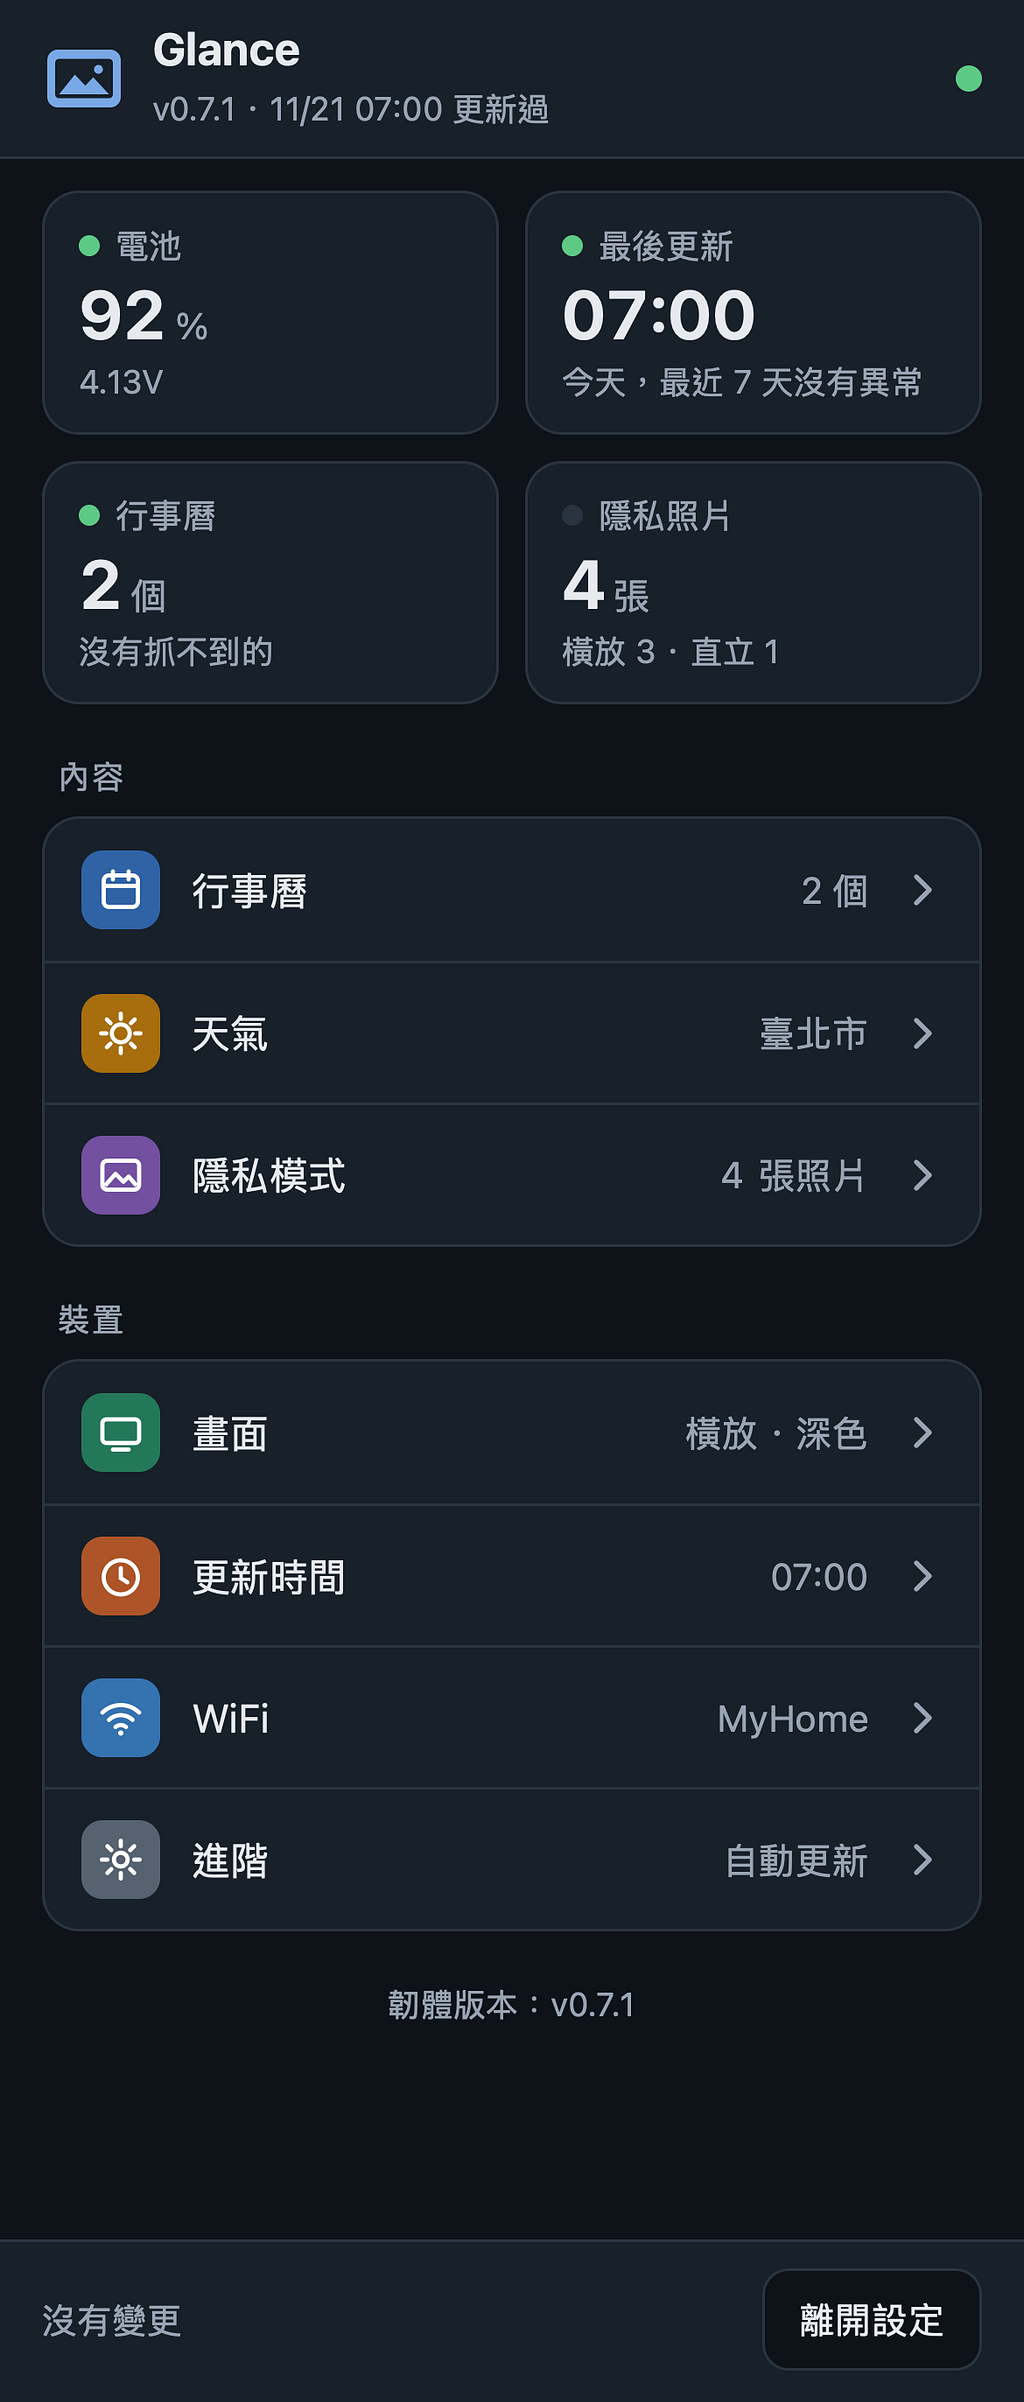 Glance
v0.7.1 · 11/21 07:00 更新過
電池
92 %
4.13V
最後更新
07:00
今天，最近 7 天沒有異常
行事曆
2 個
沒有抓不到的
隱私照片
4 張
橫放 3 · 直立 1
內容
行事曆 2 個
天氣 臺北市
隱私模式 4 張照片
裝置
畫面 橫放 · 深色
更新時間 07:00
WiFi MyHome
進階 自動更新
韌體版本：v0.7.1
沒有變更 離開設定